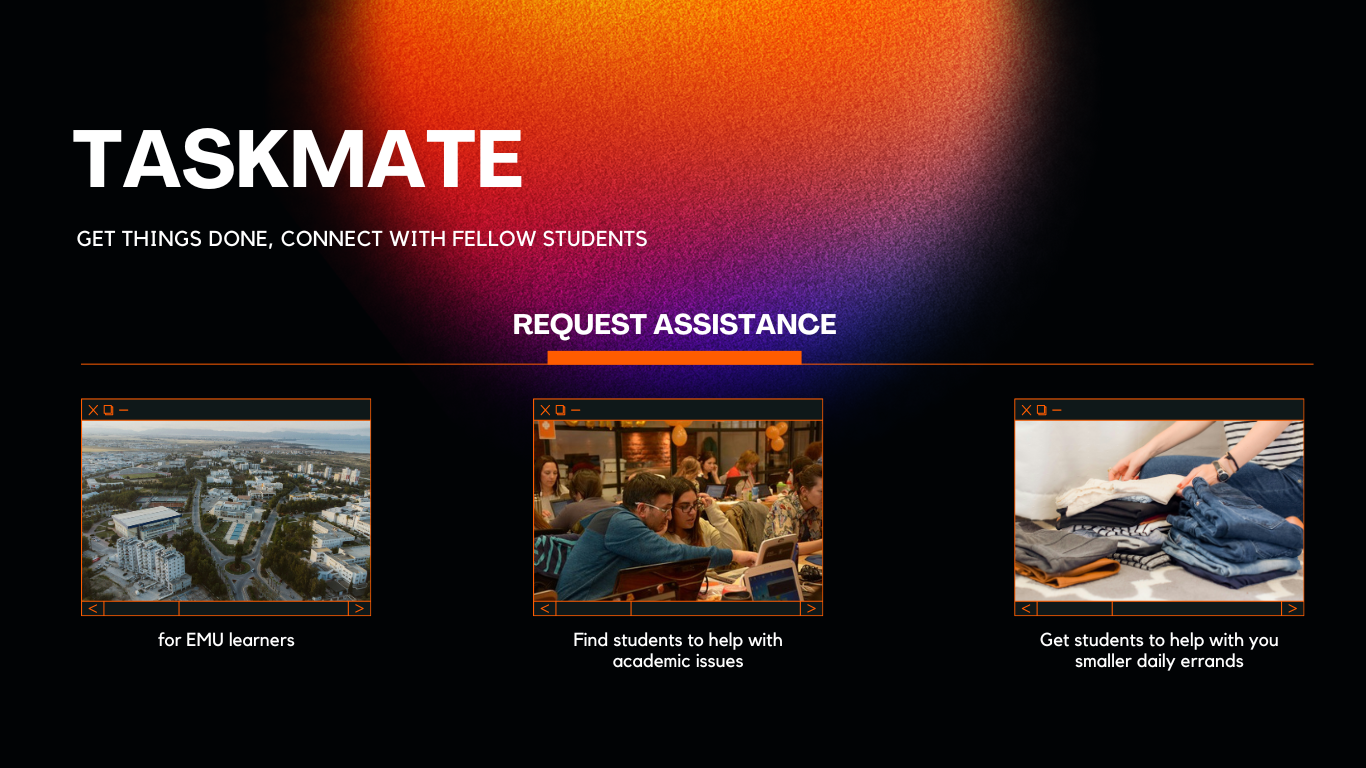 TASKMATE
GET THINGS DONE, CONNECT WITH FELLOW STUDENTS
REQUEST ASSISTANCE
for EMU learners
Find students to help with
academic issues
Get students to help with you
smaller daily errands